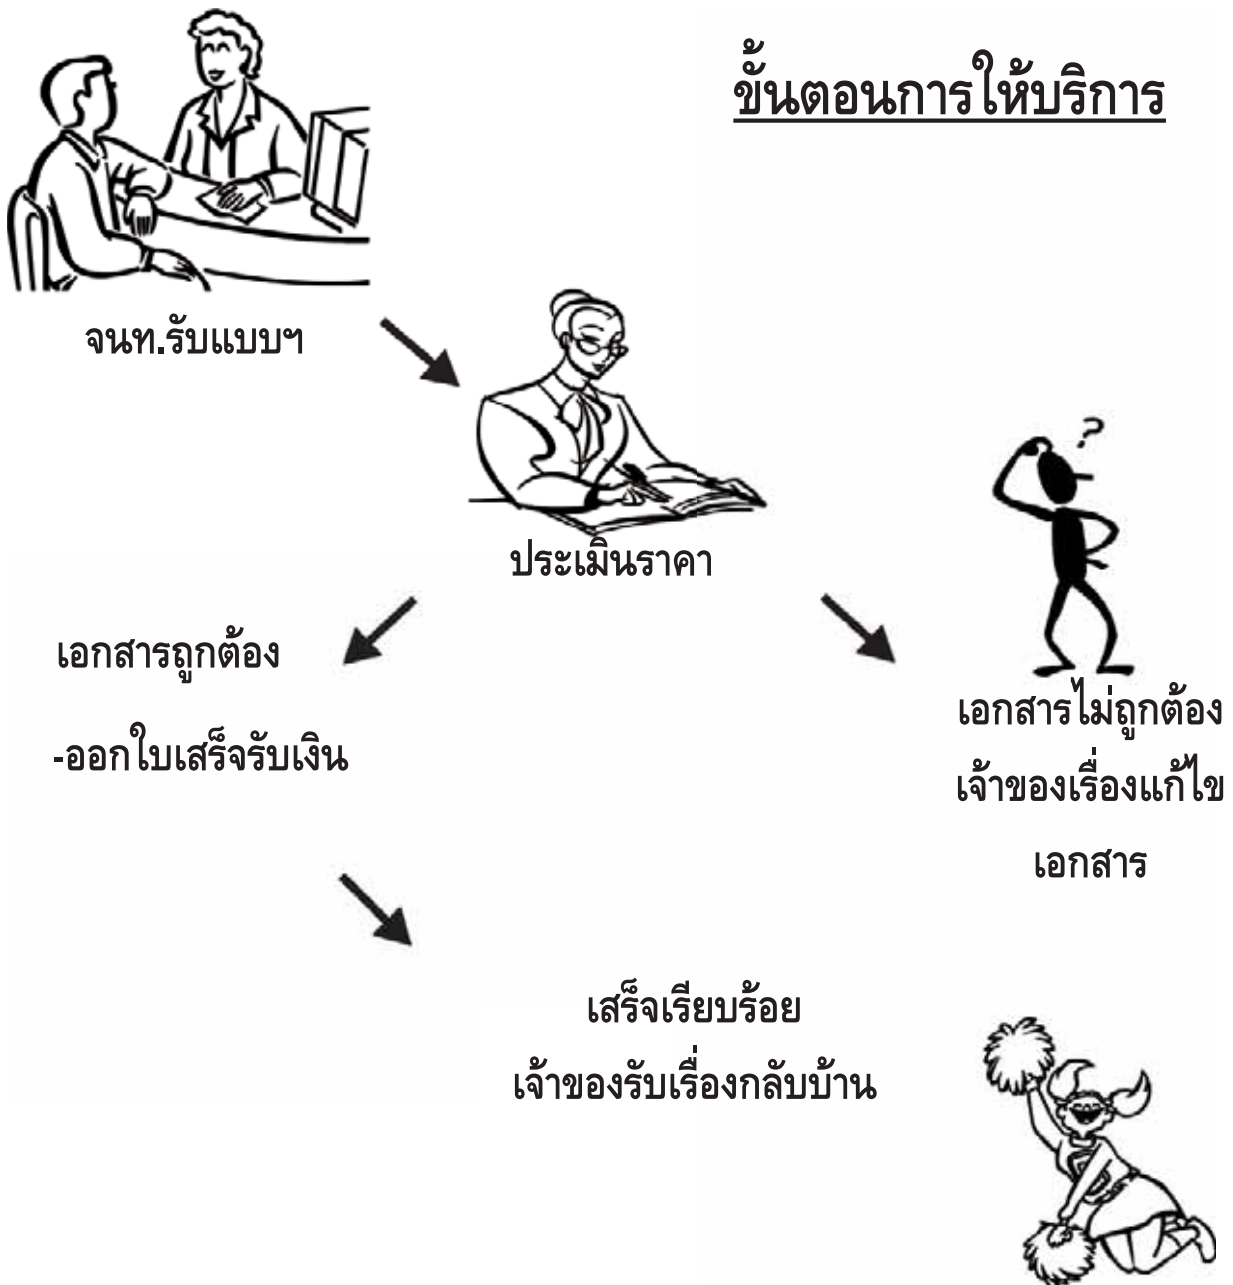 ขั้นตอนการให้บริการ
จนท.รับแบบฯ
?
ประเมินราคา
เอกสารถูกต้อง
-ออกใบเสร็จรับเงิน
เอกสารไม่ถูกต้อง
เจ้าของเรื่องแก้ไข
เอกสาร
เสร็จเรียบร้อย
เจ้าของรับเรื่องกลับบ้าน